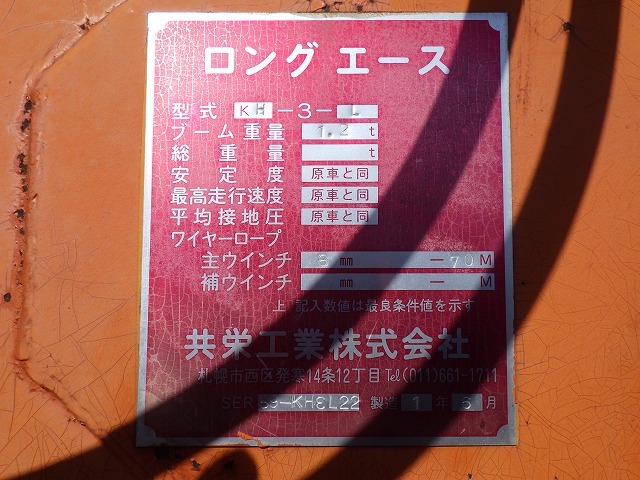 ロング エース
型式 KH-3-L
ブーム重量 1.2 t
総重量 t
安定度 原車と同
最高走行速度 原車と同
平均接地圧 原車と同
ワイヤーロープ
主ウインチ 8 ㎜ — 70 M
補ウインチ ㎜ — M
上記入数値は最良条件値を示す
共栄工業株式会社
札幌市西区発寒14条12丁目 Tel(011)661-1711
SER 製造 1 年 6 月